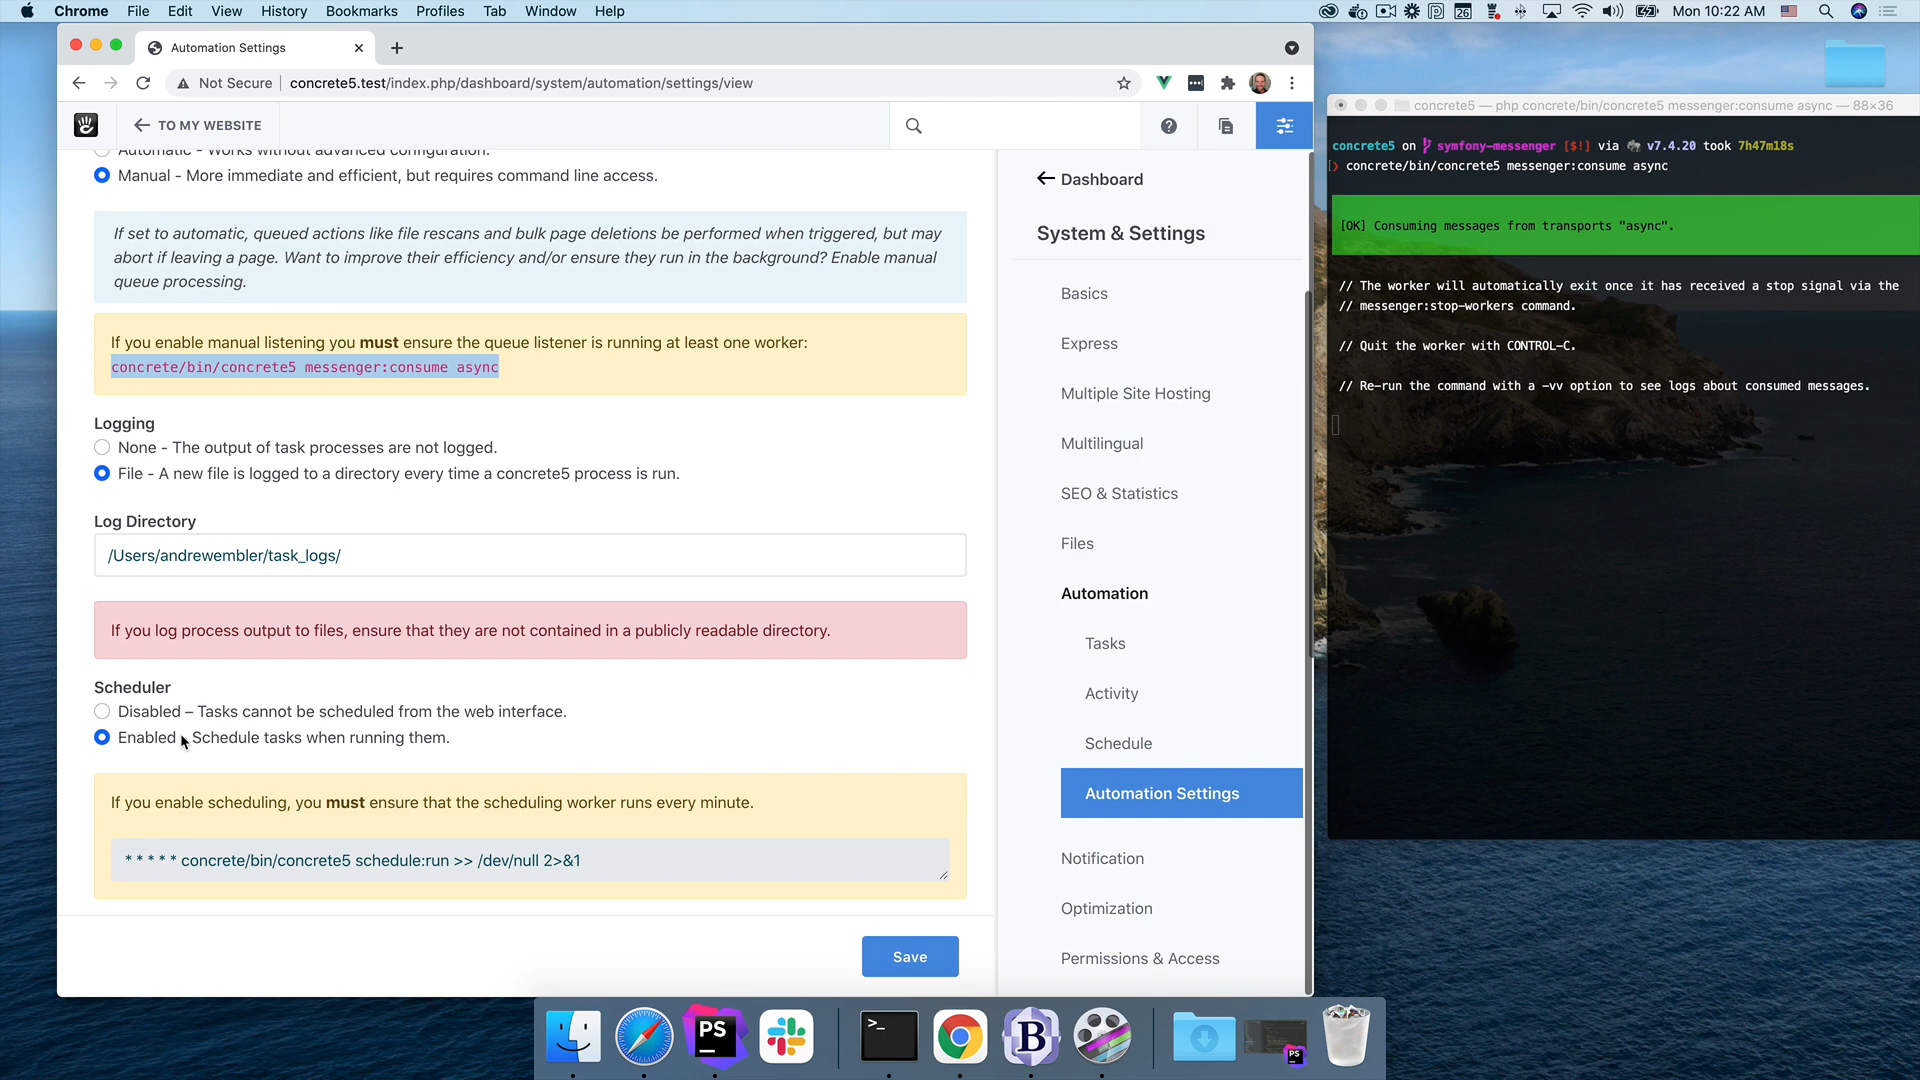 Chrome File Edit View History Bookmarks Profiles Tab Window Help
26 Mon 10:22 AM
Automation Settings
Not Secure concrete5.test/index.php/dashboard/system/automation/settings/view
TO MY WEBSITE
Automatic - Works without advanced configuration.
Manual - More immediate and efficient, but requires command line access.
If set to automatic, queued actions like file rescans and bulk page deletions be performed when triggered, but may
abort if leaving a page. Want to improve their efficiency and/or ensure they run in the background? Enable manual
queue processing.
If you enable manual listening you must ensure the queue listener is running at least one worker:
concrete/bin/concrete5 messenger:consume async
Logging
None - The output of task processes are not logged.
File - A new file is logged to a directory every time a concrete5 process is run.
Log Directory
/Users/andrewembler/task_logs/
If you log process output to files, ensure that they are not contained in a publicly readable directory.
Scheduler
Disabled – Tasks cannot be scheduled from the web interface.
Enabled – Schedule tasks when running them.
If you enable scheduling, you must ensure that the scheduling worker runs every minute.
* * * * * concrete/bin/concrete5 schedule:run >> /dev/null 2>&1
Save
Dashboard
System & Settings
Basics
Express
Multiple Site Hosting
Multilingual
SEO & Statistics
Files
Automation
Tasks
Activity
Schedule
Automation Settings
Notification
Optimization
Permissions & Access
concrete5 — php concrete/bin/concrete5 messenger:consume async — 88×36
concrete5 on symfony-messenger [$!] via v7.4.20 took 7h47m18s
concrete/bin/concrete5 messenger:consume async
[OK] Consuming messages from transports "async".
// The worker will automatically exit once it has received a stop signal via the
// messenger:stop-workers command.
// Quit the worker with CONTROL-C.
// Re-run the command with a -vv option to see logs about consumed messages.
PS
>_
B
PS